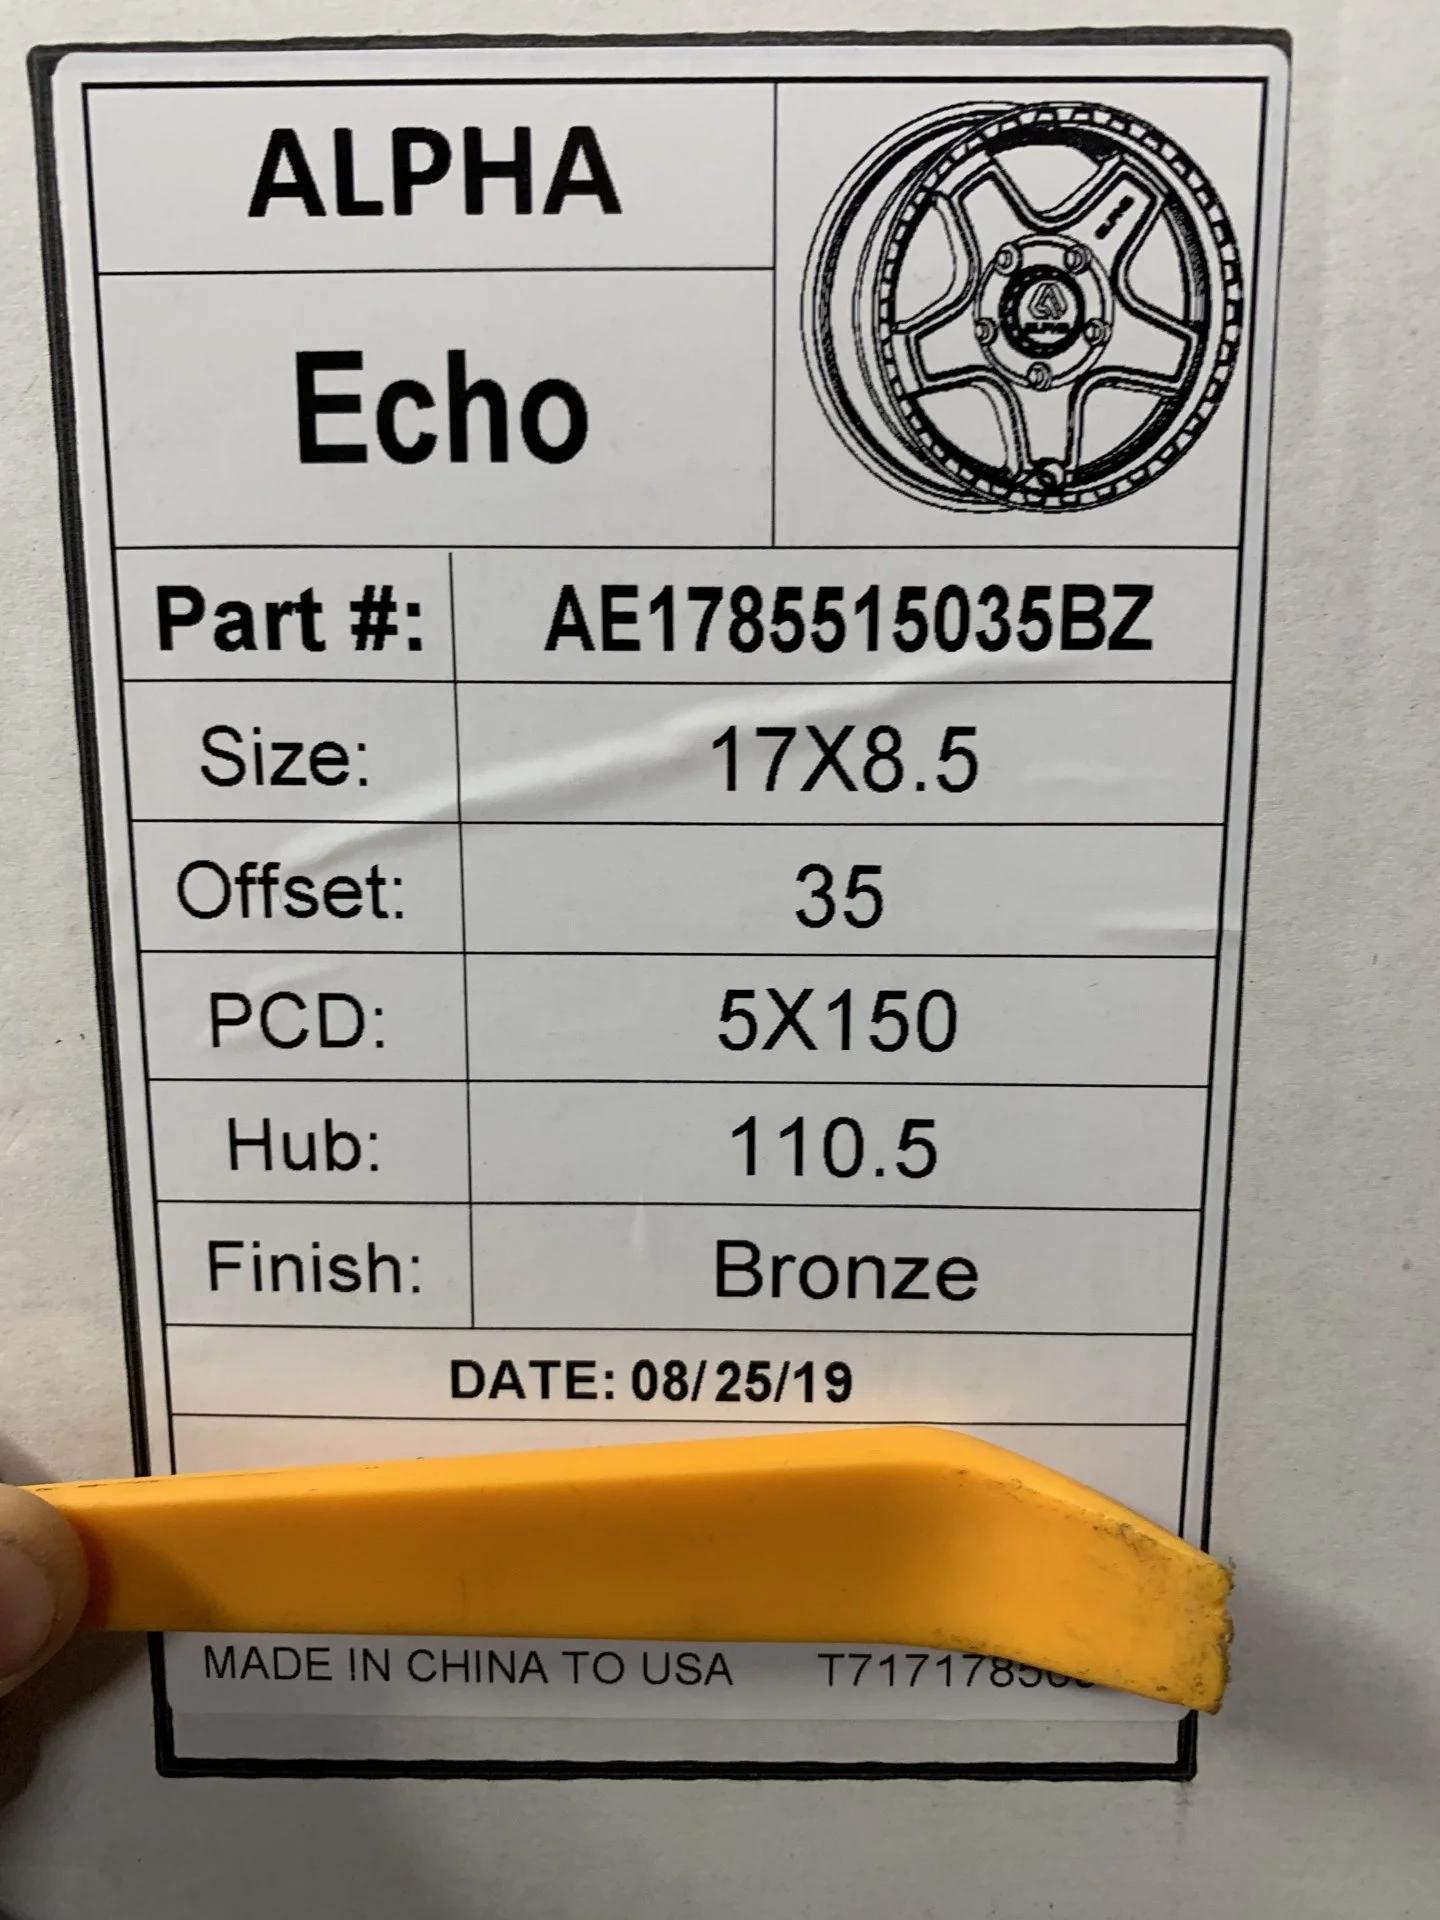 ALPHA
Echo
ALPHA
Part #: AE1785515035BZ
Size: 17X8.5
Offset: 35
PCD: 5X150
Hub: 110.5
Finish: Bronze
DATE: 08/25/19
MADE IN CHINA TO USA